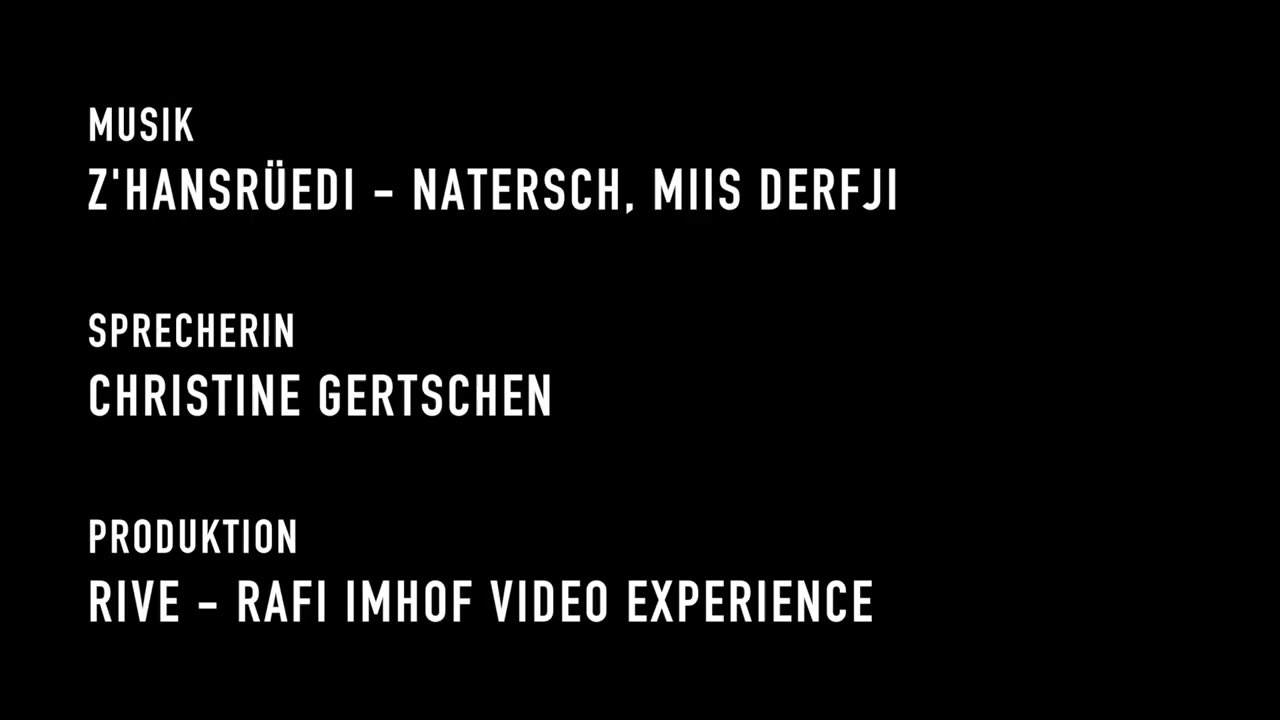 MUSIK
Z'HANSRÜEDI - NATERSCH, MIIS DERFJI
SPRECHERIN
CHRISTINE GERTSCHEN
PRODUKTION
RIVE - RAFI IMHOF VIDEO EXPERIENCE